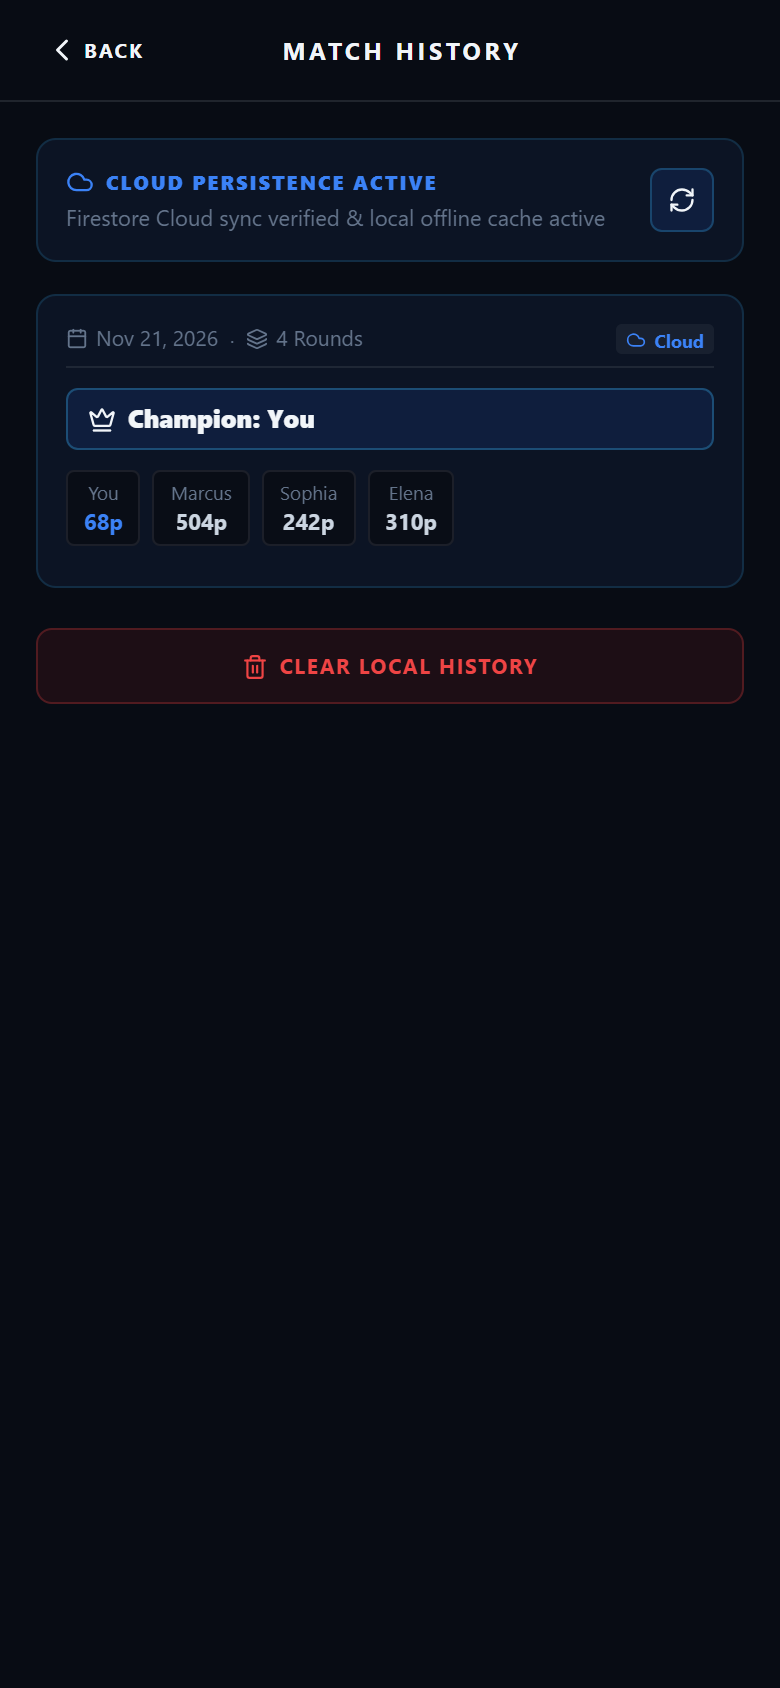 BACK
MATCH HISTORY
CLOUD PERSISTENCE ACTIVE
Firestore Cloud sync verified & local offline cache active
Nov 21, 2026 · 4 Rounds
Cloud
Champion: You
You Marcus Sophia Elena
68p 504p 242p 310p
CLEAR LOCAL HISTORY